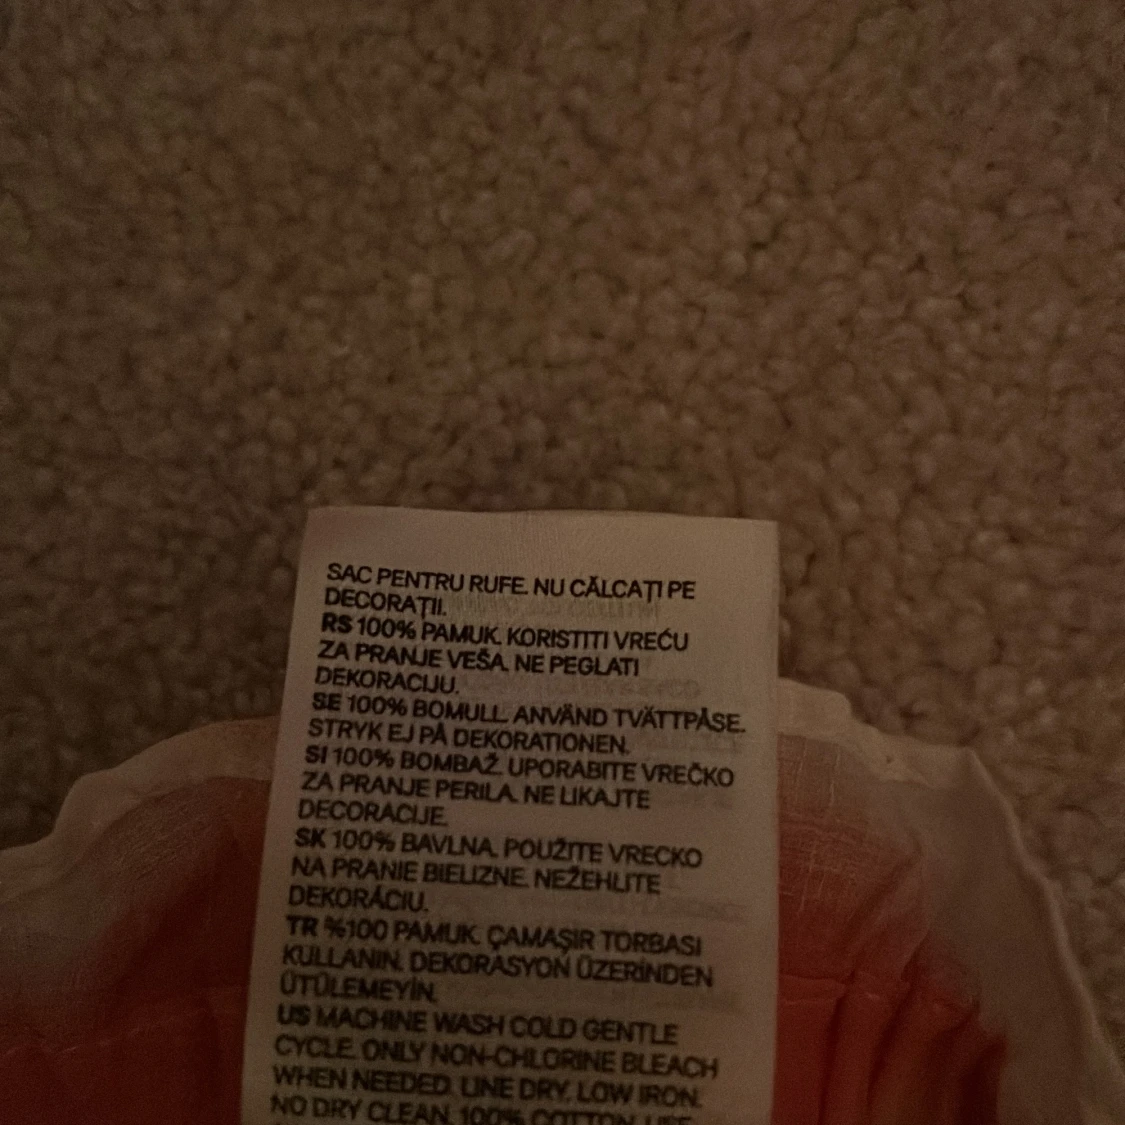 SAC PENTRU RUFE. NU CĂLCAȚI PE
DECORAȚII.
RS 100% PAMUK. KORISTITI VREĆU
ZA PRANJE VEŠA. NE PEGLATI
DEKORACIJU.
SE 100% BOMULL. ANVÄND TVÄTTPÅSE.
STRYK EJ PÅ DEKORATIONEN.
SI 100% BOMBAŽ. UPORABITE VREČKO
ZA PRANJE PERILA. NE LIKAJTE
DECORACIJE.
SK 100% BAVLNA. POUŽITE VRECKO
NA PRANIE BIELIZNE. NEŽEHLITE
DEKORÁCIU.
TR %100 PAMUK. ÇAMAŞIR TORBASI
KULLANIN. DEKORASYON ÜZERİNDEN
ÜTÜLEMEYİN.
US MACHINE WASH COLD GENTLE
CYCLE. ONLY NON-CHLORINE BLEACH
WHEN NEEDED. LINE DRY. LOW IRON.
NO DRY CLEAN. 100% COTTON. USE